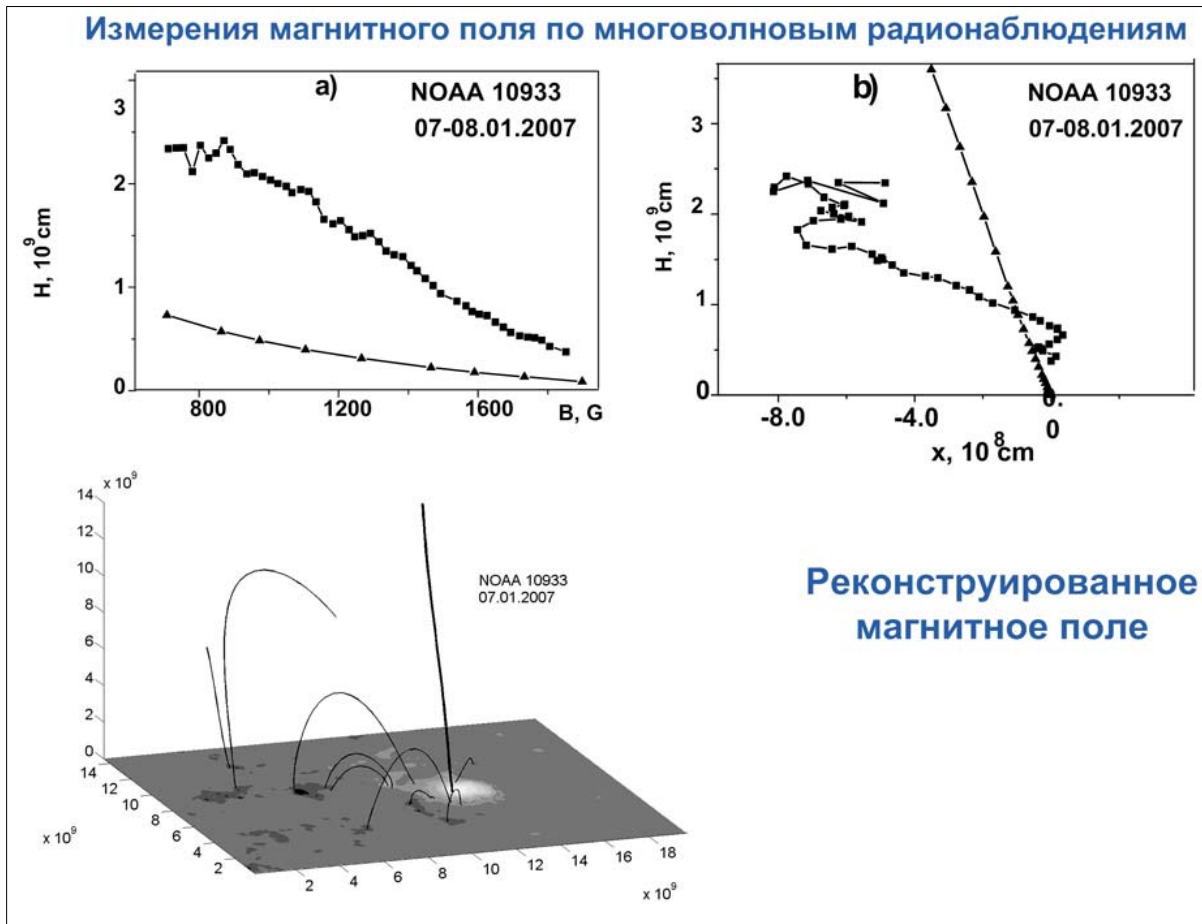 Измерения магнитного поля по многоволновым радионаблюдениям
a)
NOAA 10933
07-08.01.2007
3
2
1
0
H, 10⁹cm
800
1200
1600
B, G
b)
NOAA 10933
07-08.01.2007
3
2
1
0
H, 10⁹cm
-8.0
-4.0
0.
0
x, 10⁸cm
x 10⁹
14
12
10
8
6
4
2
0
NOAA 10933
07.01.2007
14
12
10
8
6
4
2
x 10⁹
2
4
6
8
10
12
14
16
18
x 10⁹
Реконструированное
магнитное поле